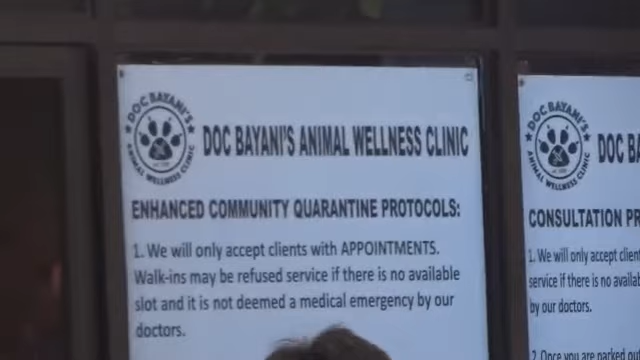 DOC BAYANI'S
ANIMAL WELLNESS CLINIC
DOC BAYANI'S ANIMAL WELLNESS CLINIC
ENHANCED COMMUNITY QUARANTINE PROTOCOLS:
1. We will only accept clients with APPOINTMENTS.
Walk-ins may be refused service if there is no available
slot and it is not deemed a medical emergency by our
doctors.
DOC BAYANI'S
ANIMAL WELLNESS CLINIC
DOC BA
CONSULTATION PR
1. We will only accept client
service if there is no availa
by our doctors.
2. Once you are parked ou